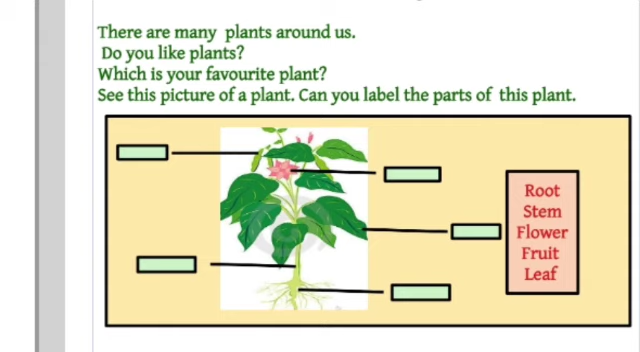 There are many plants around us.
Do you like plants?
Which is your favourite plant?
See this picture of a plant. Can you label the parts of this plant.
Root
Stem
Flower
Fruit
Leaf